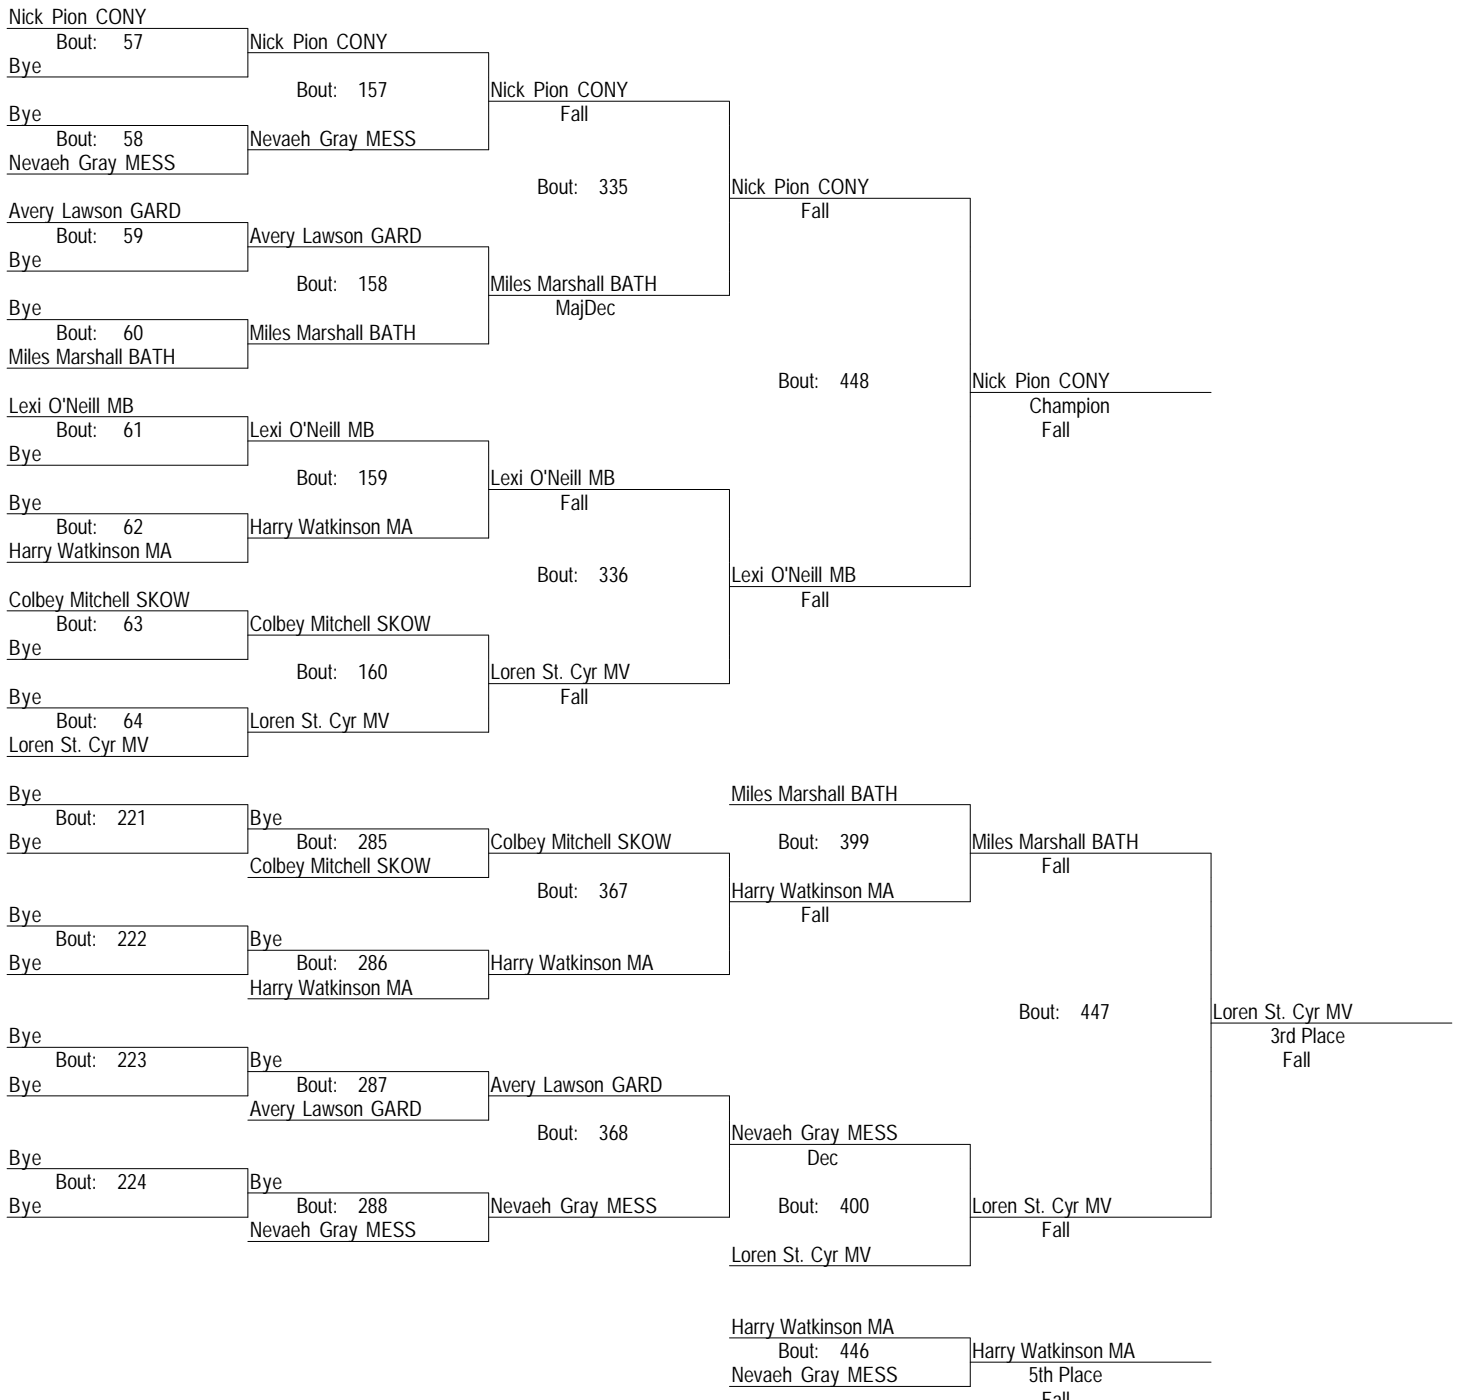 Nick Pion CONY
Bout: 57 Nick Pion CONY
Bye
Bout: 157 Nick Pion CONY
Bye Fall
Bout: 58 Nevaeh Gray MESS
Nevaeh Gray MESS
Bout: 335 Nick Pion CONY
Avery Lawson GARD Fall
Bout: 59 Avery Lawson GARD
Bye
Bout: 158 Miles Marshall BATH
Bye MajDec
Bout: 60 Miles Marshall BATH
Miles Marshall BATH
Bout: 448 Nick Pion CONY
Lexi O'Neill MB Champion
Bout: 61 Lexi O'Neill MB Fall
Bye
Bout: 159 Lexi O'Neill MB
Bye Fall
Bout: 62 Harry Watkinson MA
Harry Watkinson MA
Bout: 336 Lexi O'Neill MB
Colbey Mitchell SKOW Fall
Bout: 63 Colbey Mitchell SKOW
Bye
Bout: 160 Loren St. Cyr MV
Bye Fall
Bout: 64 Loren St. Cyr MV
Loren St. Cyr MV
Bye Miles Marshall BATH
Bout: 221 Bye
Bye Bout: 285 Colbey Mitchell SKOW Bout: 399 Miles Marshall BATH
Colbey Mitchell SKOW Fall
Bout: 367 Harry Watkinson MA
Bye Fall
Bout: 222 Bye
Bye Bout: 286 Harry Watkinson MA
Harry Watkinson MA
Bout: 447 Loren St. Cyr MV
Bye 3rd Place
Bout: 223 Bye Fall
Bye Bout: 287 Avery Lawson GARD
Avery Lawson GARD
Bout: 368 Nevaeh Gray MESS
Bye Dec
Bout: 224 Bye
Bye Bout: 288 Nevaeh Gray MESS Bout: 400 Loren St. Cyr MV
Nevaeh Gray MESS Fall
Loren St. Cyr MV
Harry Watkinson MA
Bout: 446 Harry Watkinson MA
Nevaeh Gray MESS 5th Place
Fall